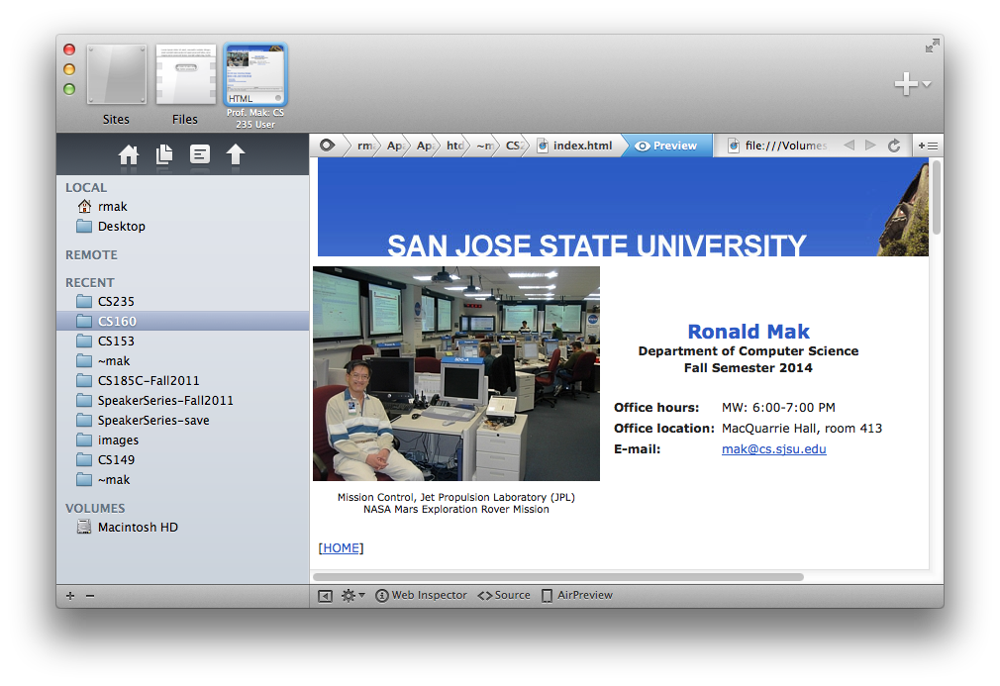 HTML
Sites
Files
Prof. Mak: CS
235 User
rm
Ap
Ap
htd
~m
CS2
index.html
Preview
file:///Volumes
LOCAL
rmak
Desktop
REMOTE
RECENT
CS235
CS160
CS153
~mak
CS185C-Fall2011
SpeakerSeries-Fall2011
SpeakerSeries-save
images
CS149
~mak
VOLUMES
Macintosh HD
SAN JOSE STATE UNIVERSITY
Ronald Mak
Department of Computer Science
Fall Semester 2014
Office hours: MW: 6:00-7:00 PM
Office location: MacQuarrie Hall, room 413
E-mail: mak@cs.sjsu.edu
Mission Control, Jet Propulsion Laboratory (JPL)
NASA Mars Exploration Rover Mission
[HOME]
Web Inspector
Source
AirPreview